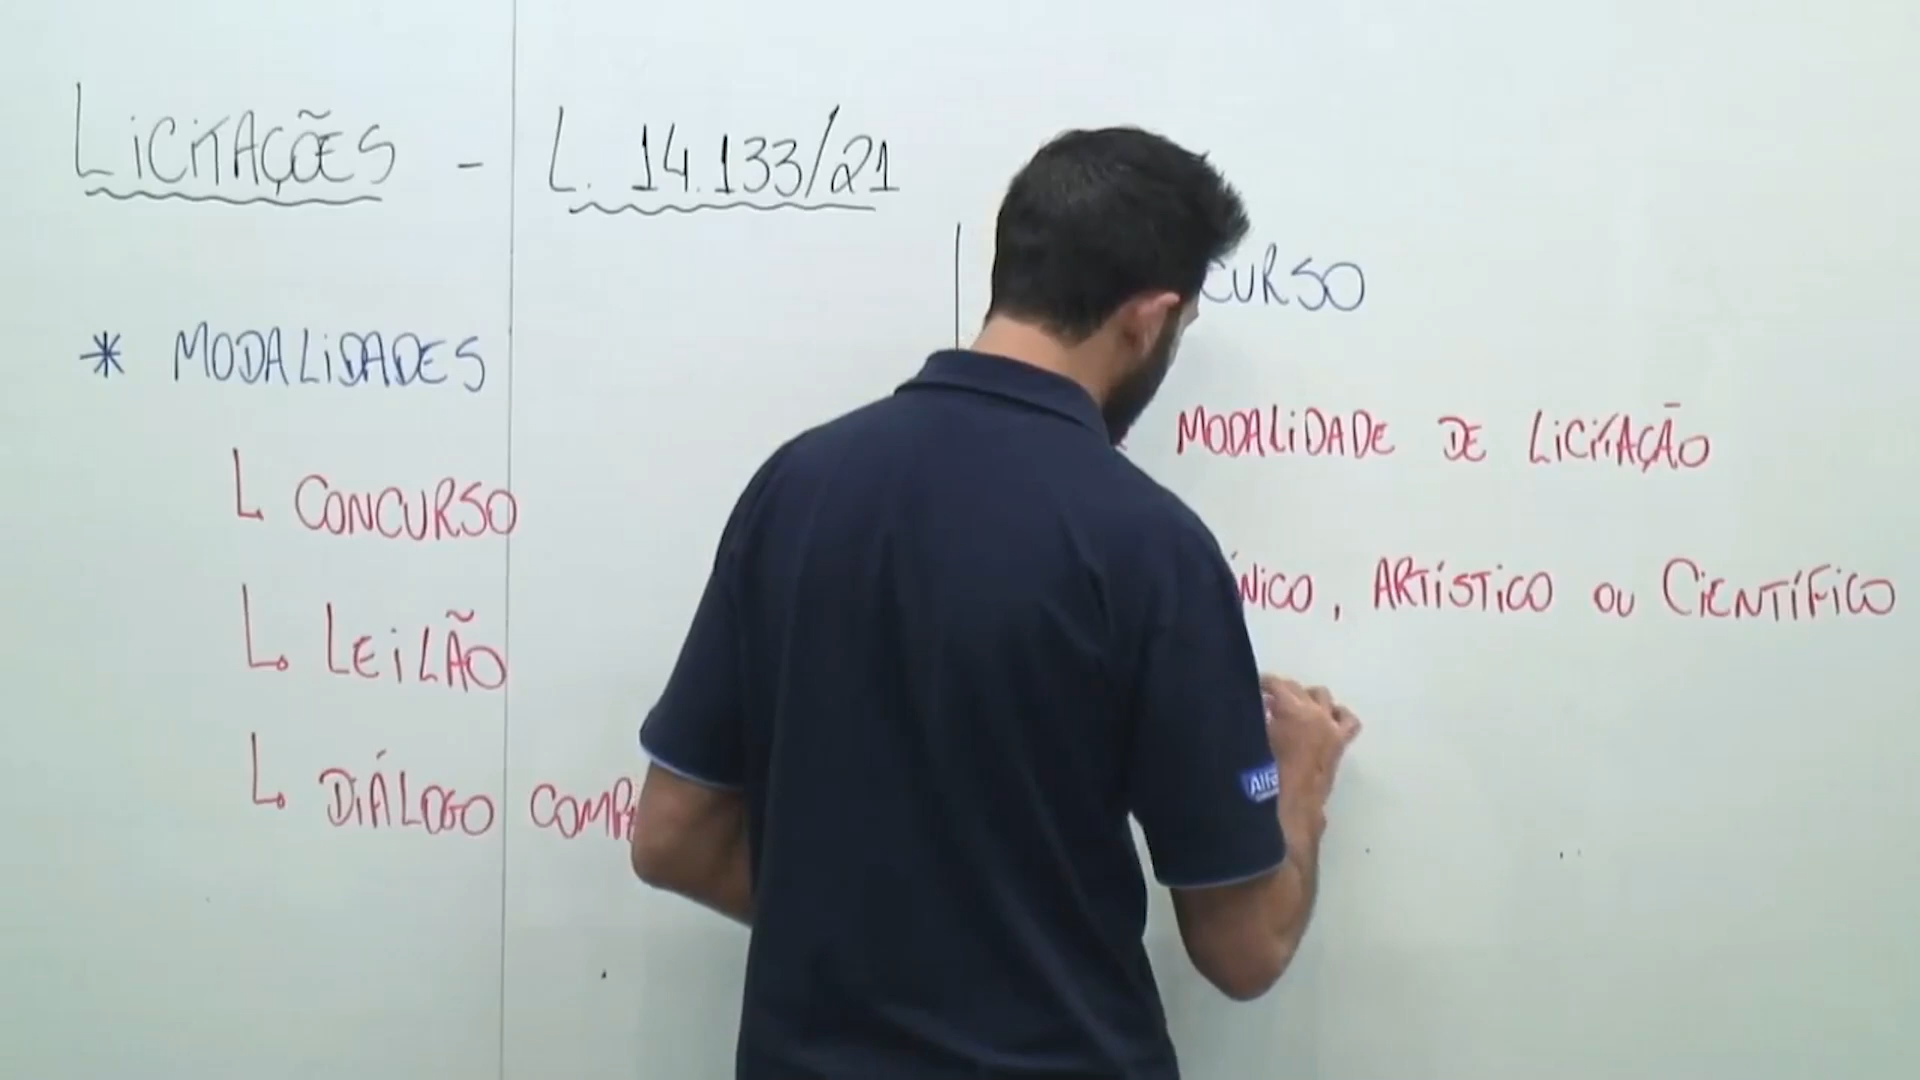 LICITAÇÕES - L. 14.133/21
* MODALIDADES
CONCURSO
LEILÃO
DIÁLOGO
CURSO
MODALIDADE DE LICITAÇÃO
ARTÍSTICO OU CIENTÍFICO